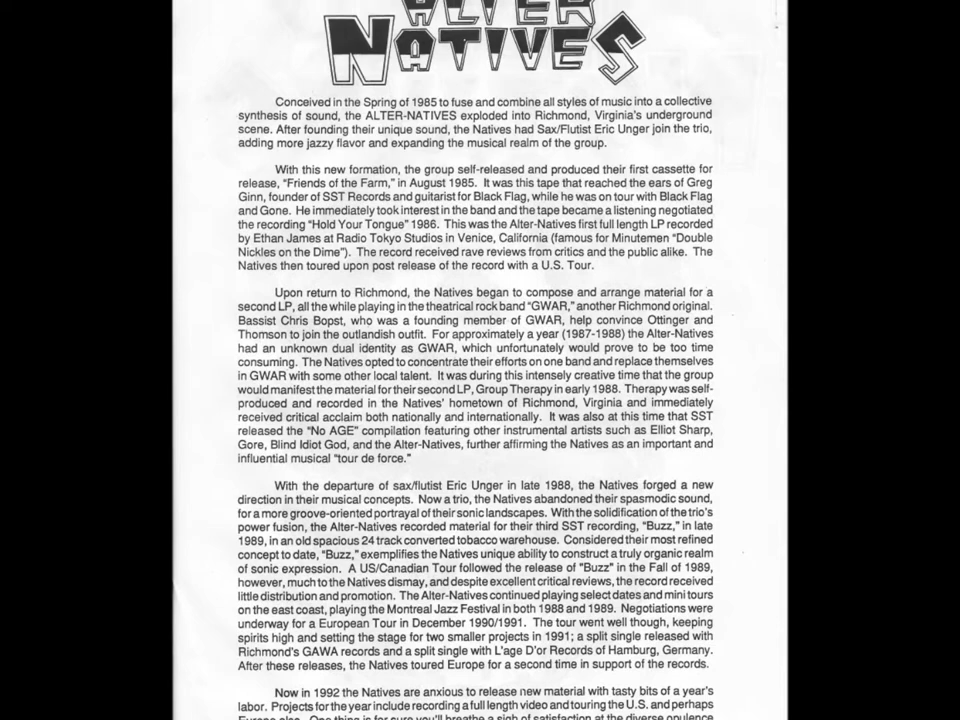 ALTER
NATIVES
Conceived in the Spring of 1985 to fuse and combine all styles of music into a collective
synthesis of sound, the ALTER-NATIVES exploded into Richmond, Virginia's underground
scene. After founding their unique sound, the Natives had Sax/Flutist Eric Unger join the trio,
adding more jazzy flavor and expanding the musical realm of the group.
With this new formation, the group self-released and produced their first cassette for
release, "Friends of the Farm," in August 1985. It was this tape that reached the ears of Greg
Ginn, founder of SST Records and guitarist for Black Flag, while he was on tour with Black Flag
and Gone. He immediately took interest in the band and the tape became a listening negotiated
the recording "Hold Your Tongue" 1986. This was the Alter-Natives first full length LP recorded
by Ethan James at Radio Tokyo Studios in Venice, California (famous for Minutemen "Double
Nickles on the Dime"). The record received rave reviews from critics and the public alike. The
Natives then toured upon post release of the record with a U.S. Tour.
Upon return to Richmond, the Natives began to compose and arrange material for a
second LP, all the while playing in the theatrical rock band "GWAR," another Richmond original.
Bassist Chris Bopst, who was a founding member of GWAR, help convince Ottinger and
Thomson to join the outlandish outfit. For approximately a year (1987-1988) the Alter-Natives
had an unknown dual identity as GWAR, which unfortunately would prove to be too time
consuming. The Natives opted to concentrate their efforts on one band and replace themselves
in GWAR with some other local talent. It was during this intensely creative time that the group
would manifest the material for their second LP, Group Therapy in early 1988. Therapy was self-
produced and recorded in the Natives' hometown of Richmond, Virginia and immediately
received critical acclaim both nationally and internationally. It was also at this time that SST
released the "No AGE" compilation featuring other instrumental artists such as Elliot Sharp,
Gore, Blind Idiot God, and the Alter-Natives, further affirming the Natives as an important and
influential musical "tour de force."
With the departure of sax/flutist Eric Unger in late 1988, the Natives forged a new
direction in their musical concepts. Now a trio, the Natives abandoned their spasmodic sound,
for a more groove-oriented portrayal of their sonic landscapes. With the solidification of the trio's
power fusion, the Alter-Natives recorded material for their third SST recording, "Buzz," in late
1989, in an old spacious 24 track converted tobacco warehouse. Considered their most refined
concept to date, "Buzz," exemplifies the Natives unique ability to construct a truly organic realm
of sonic expression. A US/Canadian Tour followed the release of "Buzz" in the Fall of 1989,
however, much to the Natives dismay, and despite excellent critical reviews, the record received
little distribution and promotion. The Alter-Natives continued playing select dates and mini tours
on the east coast, playing the Montreal Jazz Festival in both 1988 and 1989. Negotiations were
underway for a European Tour in December 1990/1991. The tour went well though, keeping
spirits high and setting the stage for two smaller projects in 1991; a split single released with
Richmond's GAWA records and a split single with L'age D'or Records of Hamburg, Germany.
After these releases, the Natives toured Europe for a second time in support of the records.
Now in 1992 the Natives are anxious to release new material with tasty bits of a year's
labor. Projects for the year include recording a full length video and touring the U.S. and perhaps
Europe also. One thing is for sure you'll breathe a sigh of satisfaction at the diverse opulence